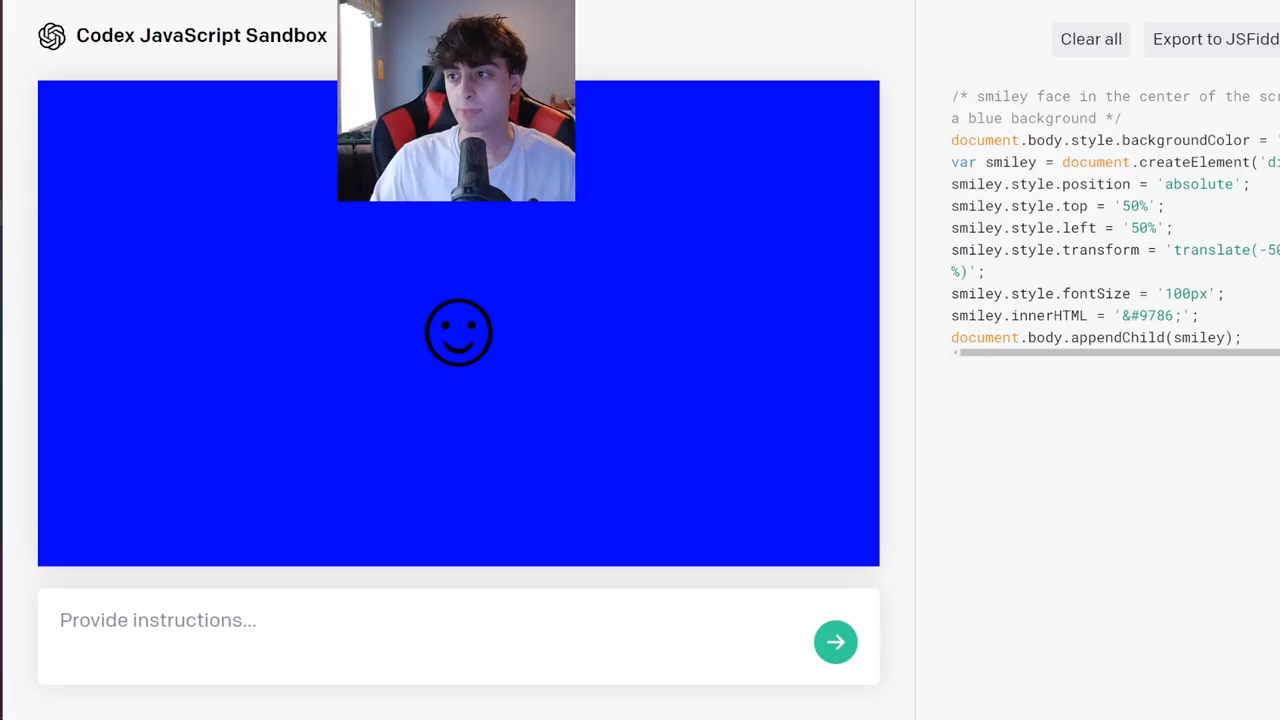 Codex JavaScript Sandbox
Clear all
Export to JSFidd
/* smiley face in the center of the scr
a blue background */
document.body.style.backgroundColor = '
var smiley = document.createElement('di
smiley.style.position = 'absolute';
smiley.style.top = '50%';
smiley.style.left = '50%';
smiley.style.transform = 'translate(-50
%)';
smiley.style.fontSize = '100px';
smiley.innerHTML = '&#9786;';
document.body.appendChild(smiley);
Provide instructions...